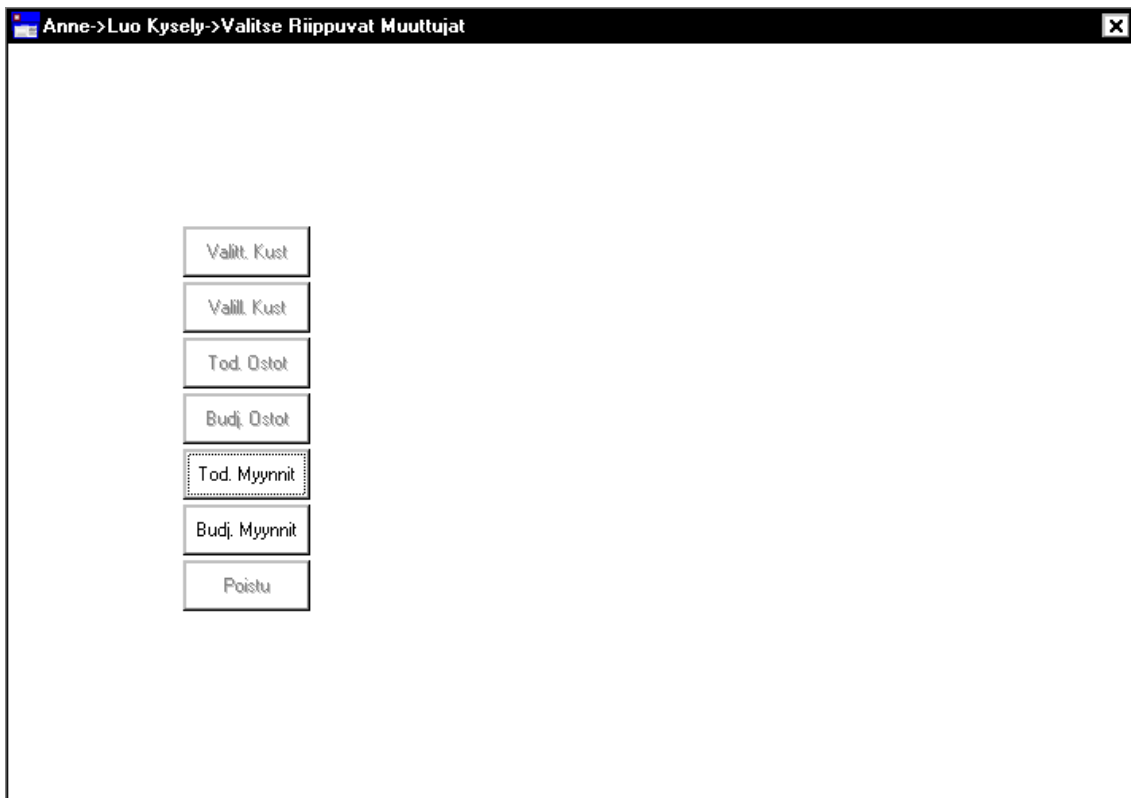 Anne->Luo Kysely->Valitse Riippuvat Muuttujat
Valitt. Kust
Valill. Kust
Tod. Ostot
Budj. Ostot
Tod. Myynnit
Budj. Myynnit
Poistu